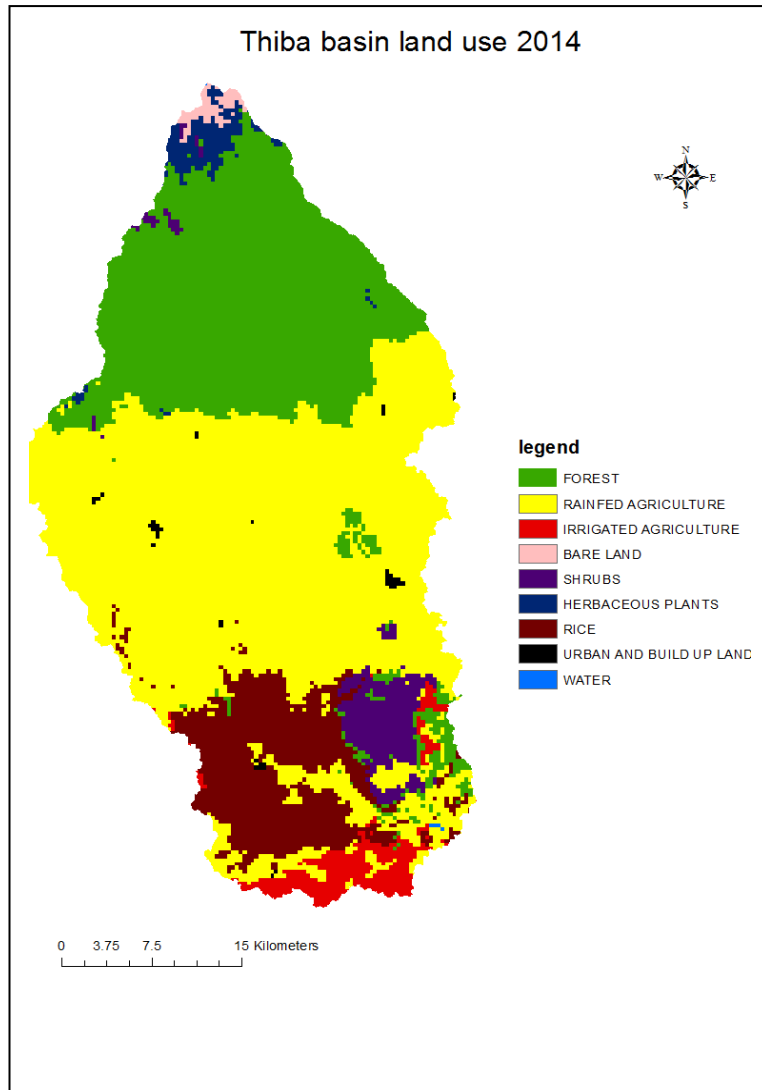 Thiba basin land use 2014
N
W E
S
legend
FOREST
RAINFED AGRICULTURE
IRRIGATED AGRICULTURE
BARE LAND
SHRUBS
HERBACEOUS PLANTS
RICE
URBAN AND BUILD UP LAND
WATER
0 3.75 7.5 15 Kilometers